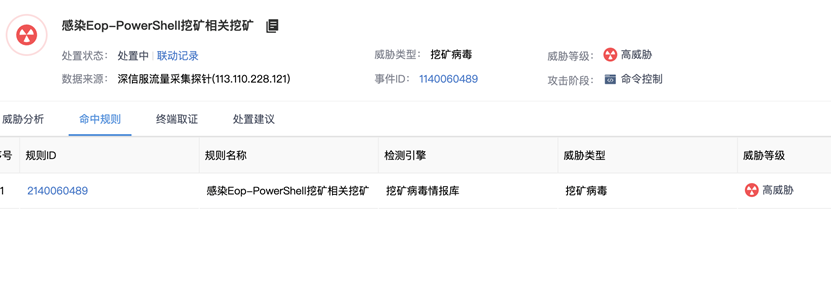 感染Eop-PowerShell挖矿相关挖矿
处置状态： 处置中 联动记录 威胁类型： 挖矿病毒 威胁等级： 高威胁
数据来源： 深信服流量采集探针(113.110.228.121) 事件ID： 1140060489 攻击阶段： 命令控制
威胁分析 命中规则 终端取证 处置建议
号 规则ID 规则名称 检测引擎 威胁类型 威胁等级
1 2140060489 感染Eop-PowerShell挖矿相关挖矿 挖矿病毒情报库 挖矿病毒 高威胁